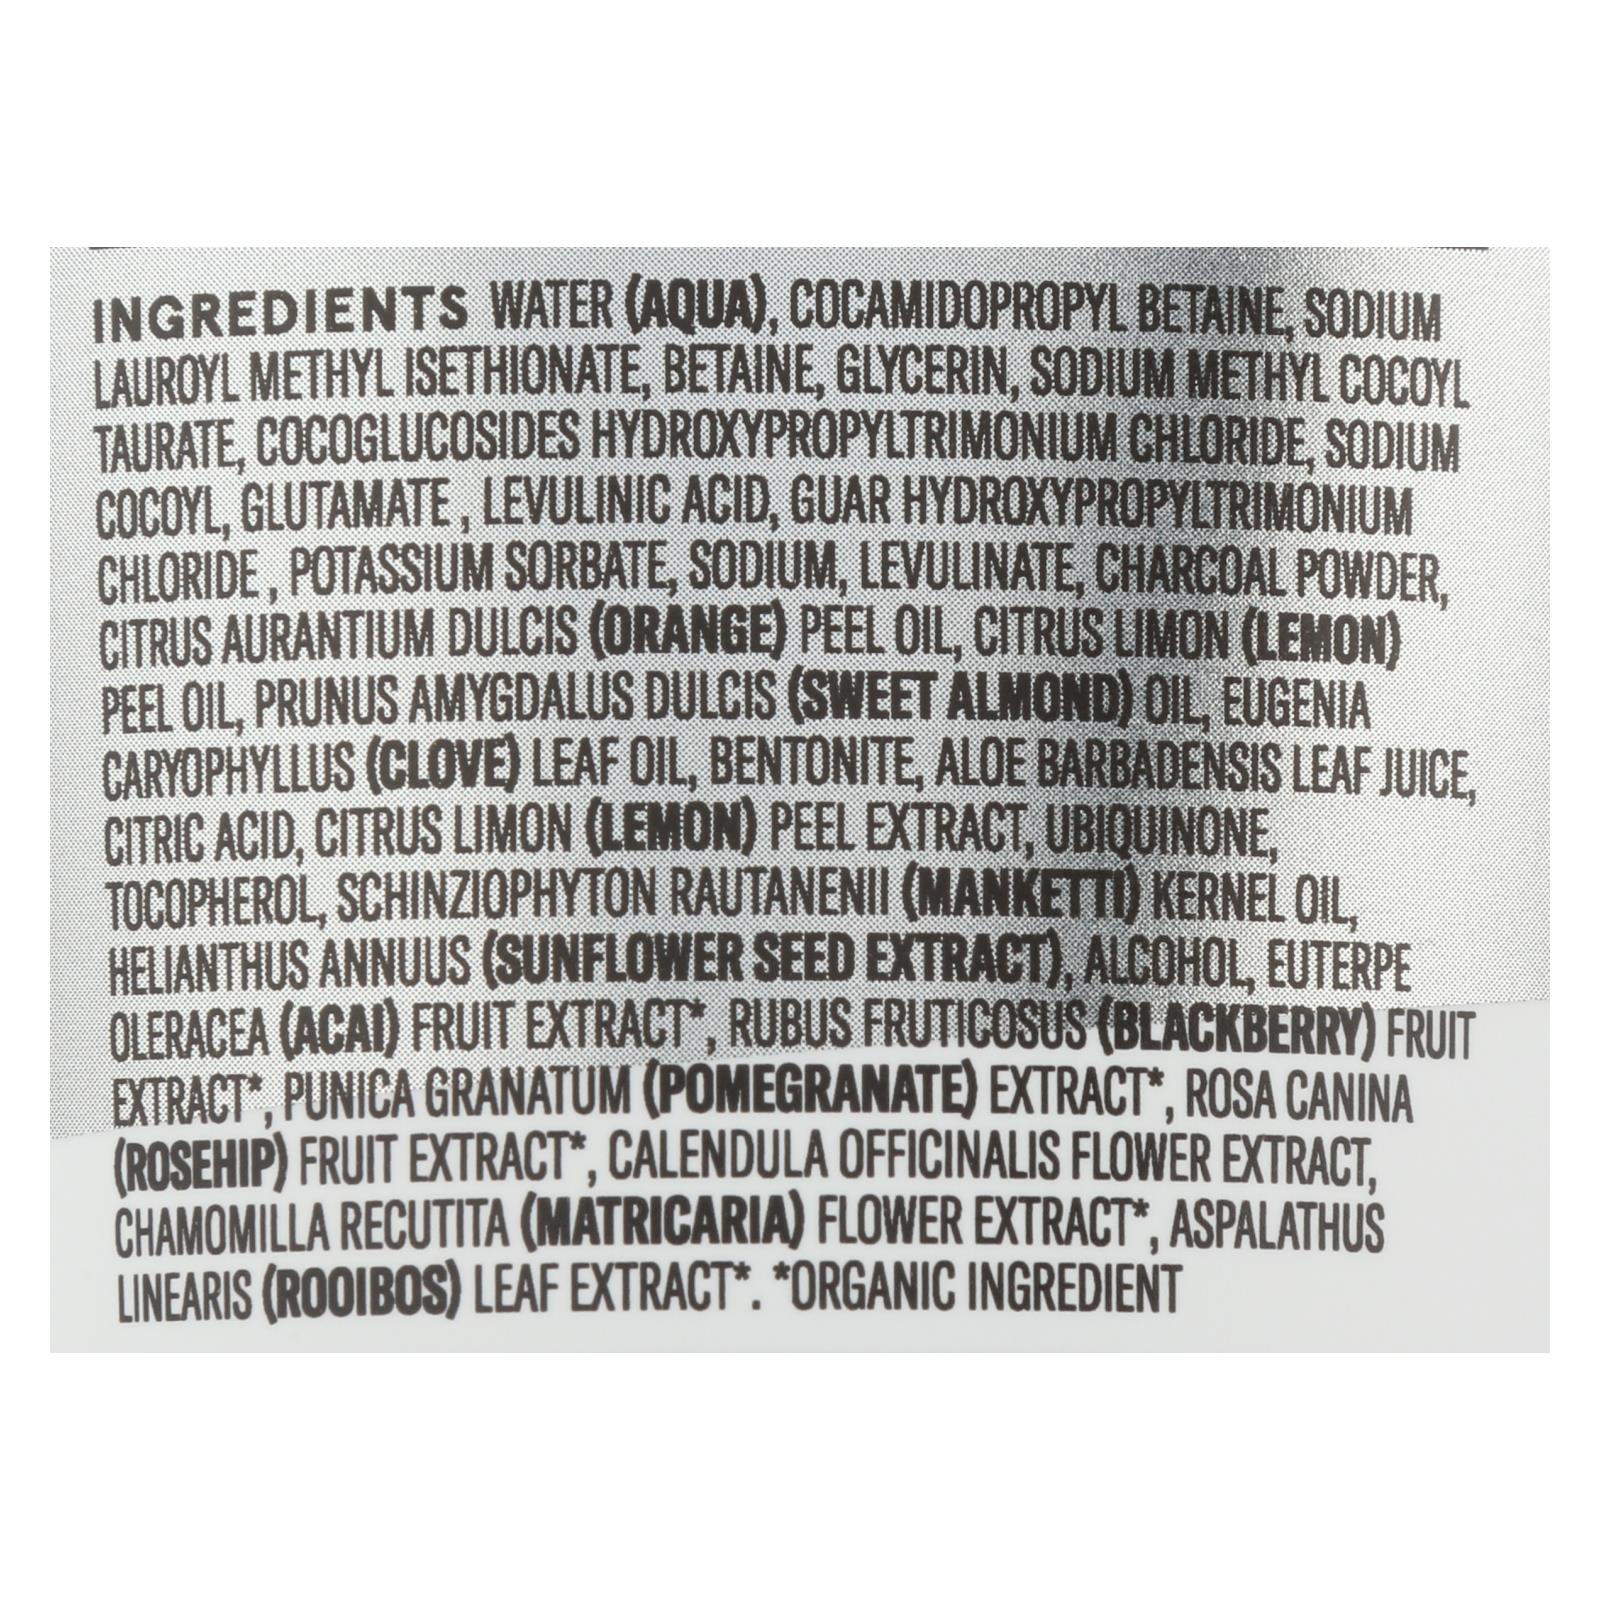 INGREDIENTS WATER (AQUA), COCAMIDOPROPYL BETAINE, SODIUM
LAUROYL METHYL ISETHIONATE, BETAINE, GLYCERIN, SODIUM METHYL COCOYL
TAURATE, COCOGLUCOSIDES HYDROXYPROPYLTRIMONIUM CHLORIDE, SODIUM
COCOYL, GLUTAMATE , LEVULINIC ACID, GUAR HYDROXYPROPYLTRIMONIUM
CHLORIDE , POTASSIUM SORBATE, SODIUM, LEVULINATE, CHARCOAL POWDER,
CITRUS AURANTIUM DULCIS (ORANGE) PEEL OIL, CITRUS LIMON (LEMON)
PEEL OIL, PRUNUS AMYGDALUS DULCIS (SWEET ALMOND) OIL, EUGENIA
CARYOPHYLLUS (CLOVE) LEAF OIL, BENTONITE, ALOE BARBADENSIS LEAF JUICE,
CITRIC ACID, CITRUS LIMON (LEMON) PEEL EXTRACT, UBIQUINONE,
TOCOPHEROL, SCHINZIOPHYTON RAUTANENII (MANKETTI) KERNEL OIL,
HELIANTHUS ANNUUS (SUNFLOWER SEED EXTRACT), ALCOHOL, EUTERPE
OLERACEA (ACAI) FRUIT EXTRACT*, RUBUS FRUTICOSUS (BLACKBERRY) FRUIT
EXTRACT*, PUNICA GRANATUM (POMEGRANATE) EXTRACT*, ROSA CANINA
(ROSEHIP) FRUIT EXTRACT*, CALENDULA OFFICINALIS FLOWER EXTRACT,
CHAMOMILLA RECUTITA (MATRICARIA) FLOWER EXTRACT*, ASPALATHUS
LINEARIS (ROOIBOS) LEAF EXTRACT*. *ORGANIC INGREDIENT